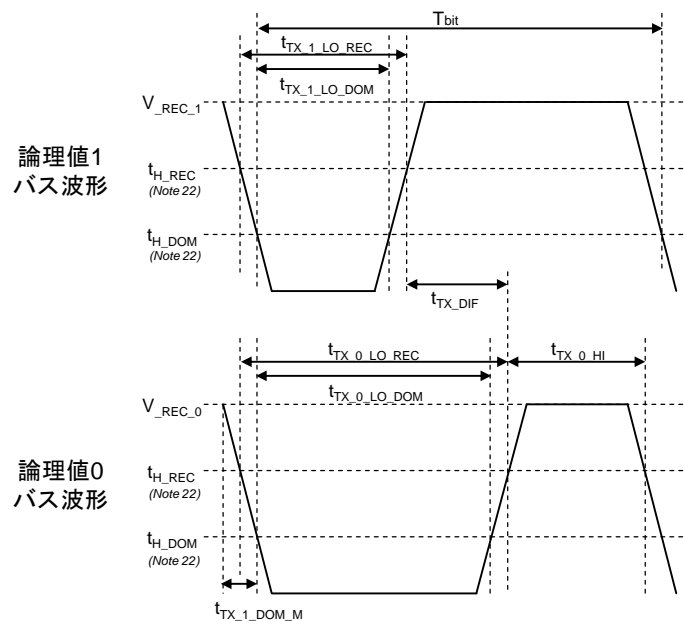 Tbit
tTX_1_LO_REC
tTX_1_LO_DOM
V_REC_1
論理値1
バス波形
tH_REC
(Note 22)
tH_DOM
(Note 22)
tTX_DIF
tTX_0_LO_REC
tTX_0_HI
tTX_0_LO_DOM
V_REC_0
論理値0
バス波形
tH_REC
(Note 22)
tH_DOM
(Note 22)
tTX_1_DOM_M